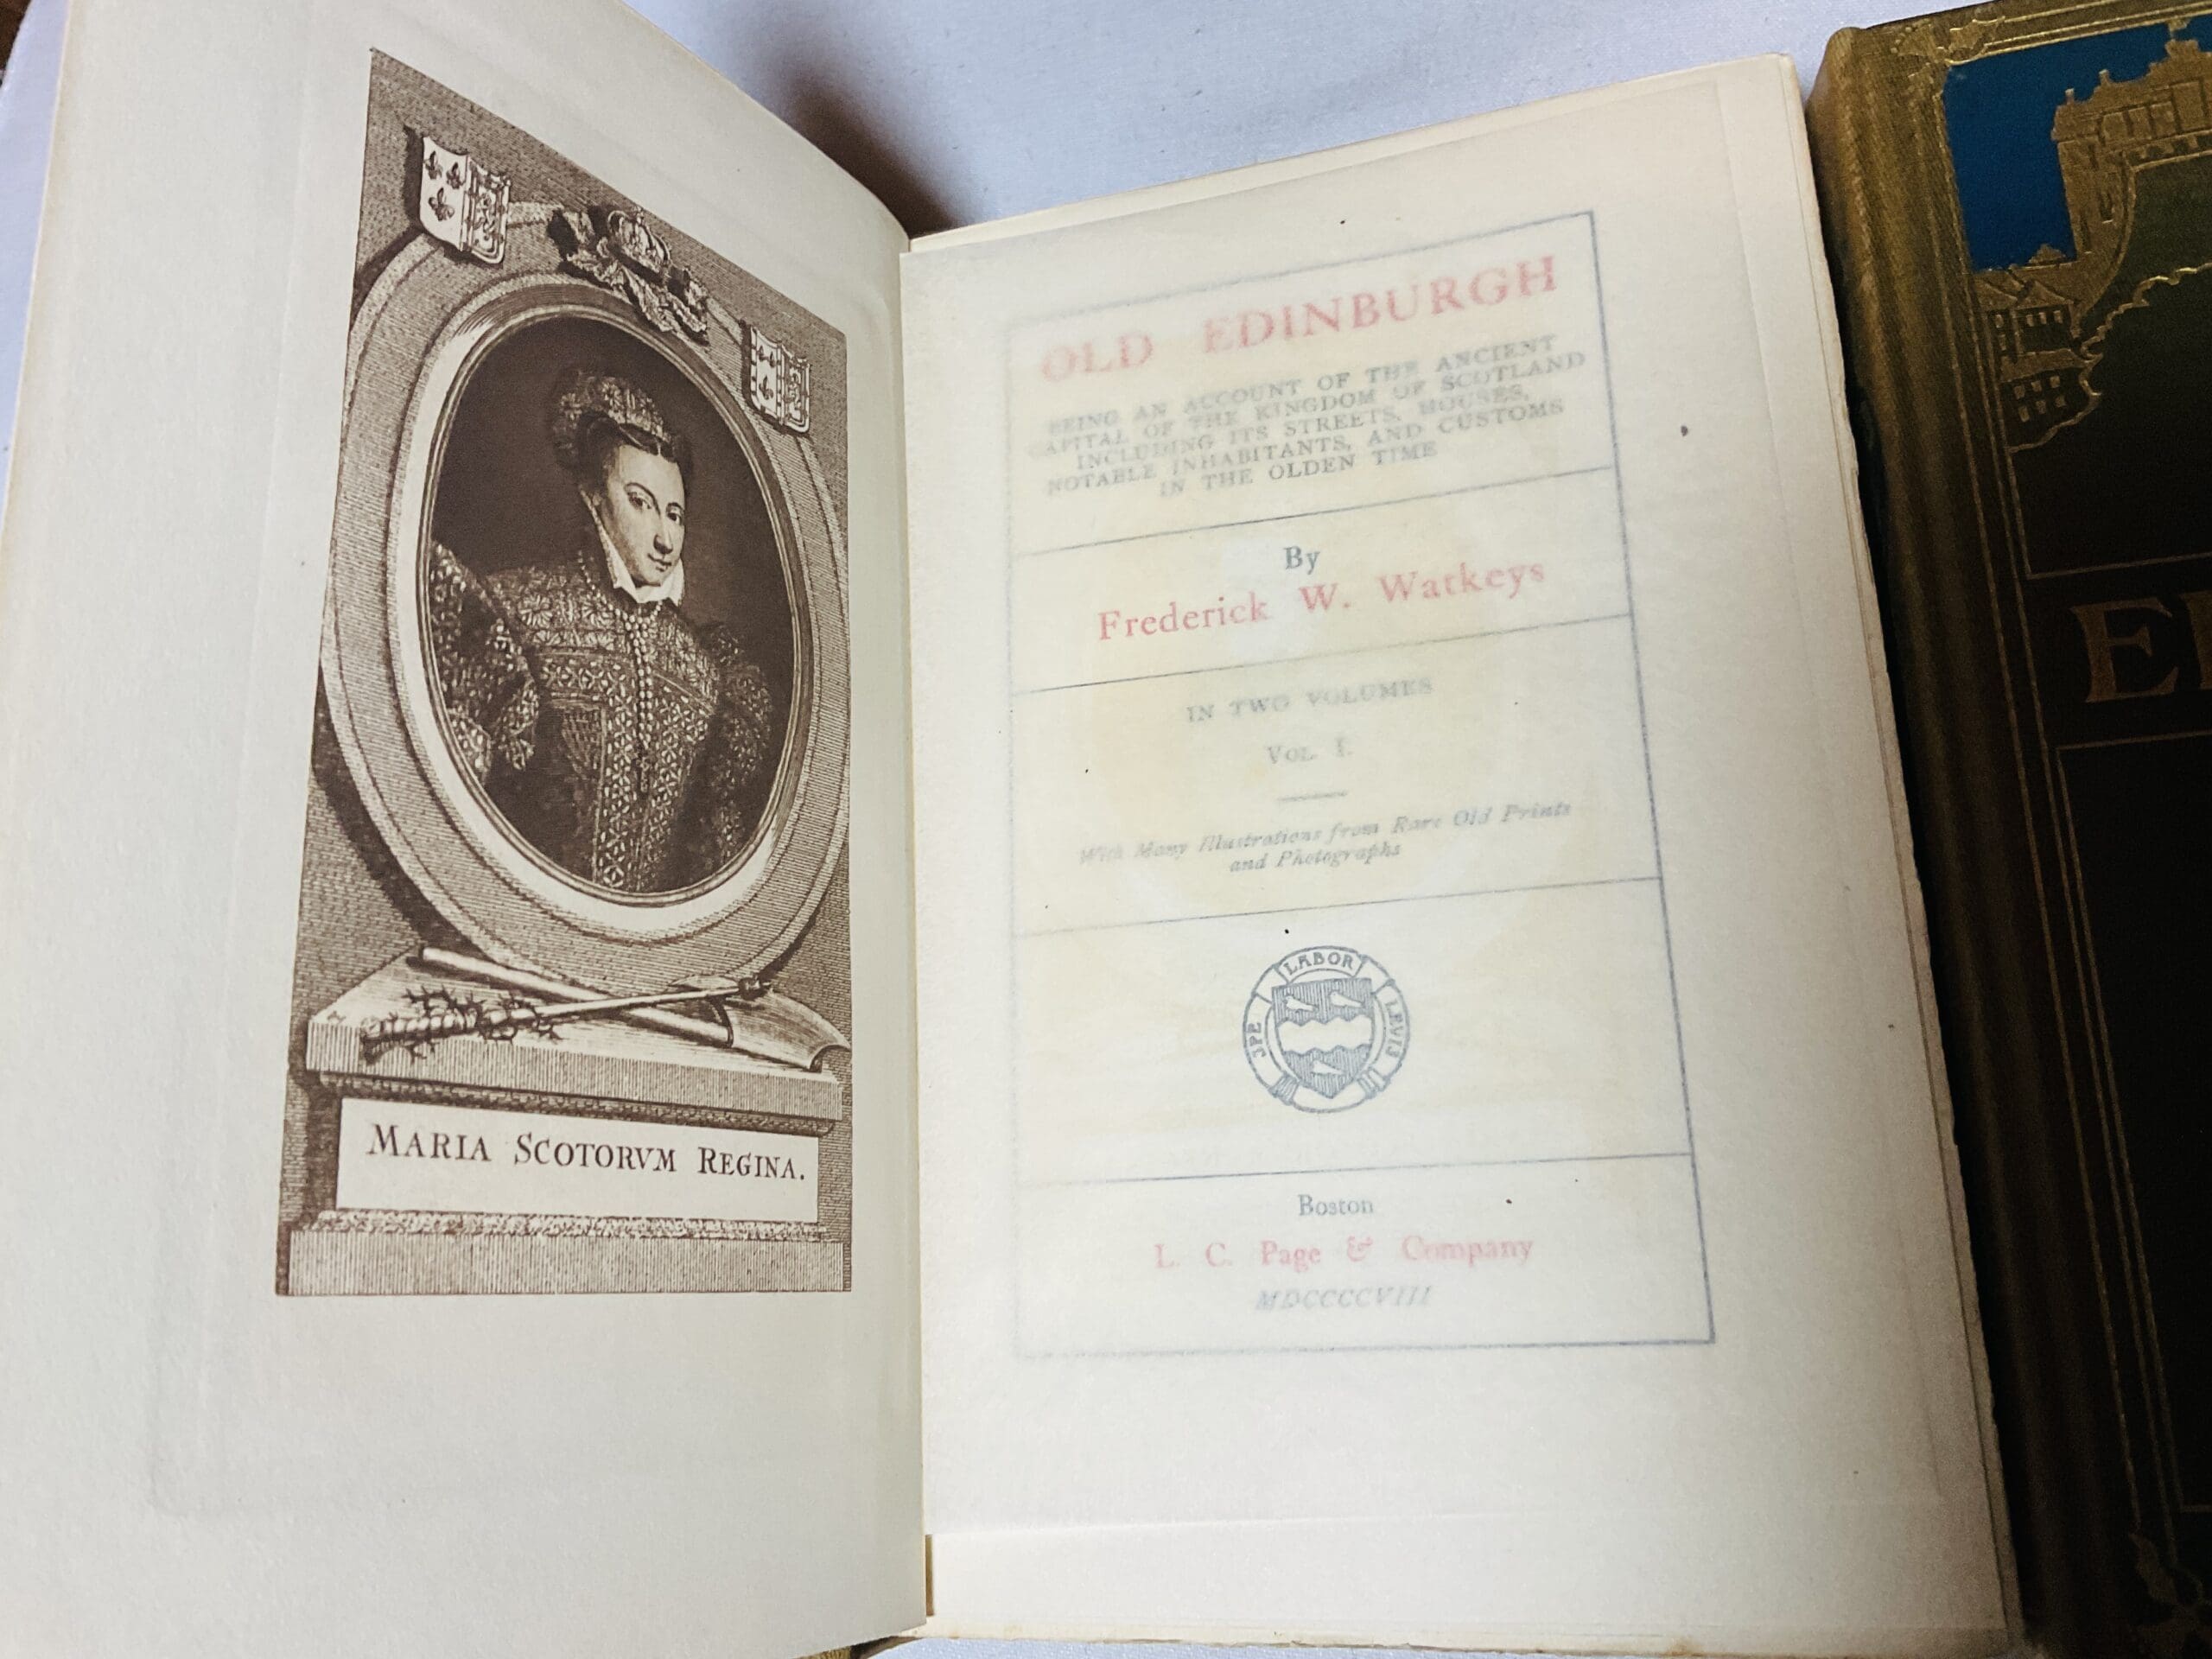 MARIA SCOTORVM REGINA.
OLD EDINBURGH
BEING AN ACCOUNT OF THE ANCIENT
CAPITAL OF THE KINGDOM OF SCOTLAND
INCLUDING ITS STREETS, HOUSES,
NOTABLE INHABITANTS, AND CUSTOMS
IN THE OLDEN TIME
By
Frederick W. Watkeys
IN TWO VOLUMES
VOL. I.
With Many Illustrations from Rare Old Prints
and Photographs
SPE LABOR LEVIS
Boston
L. C. Page & Company
MDCCCCVIII